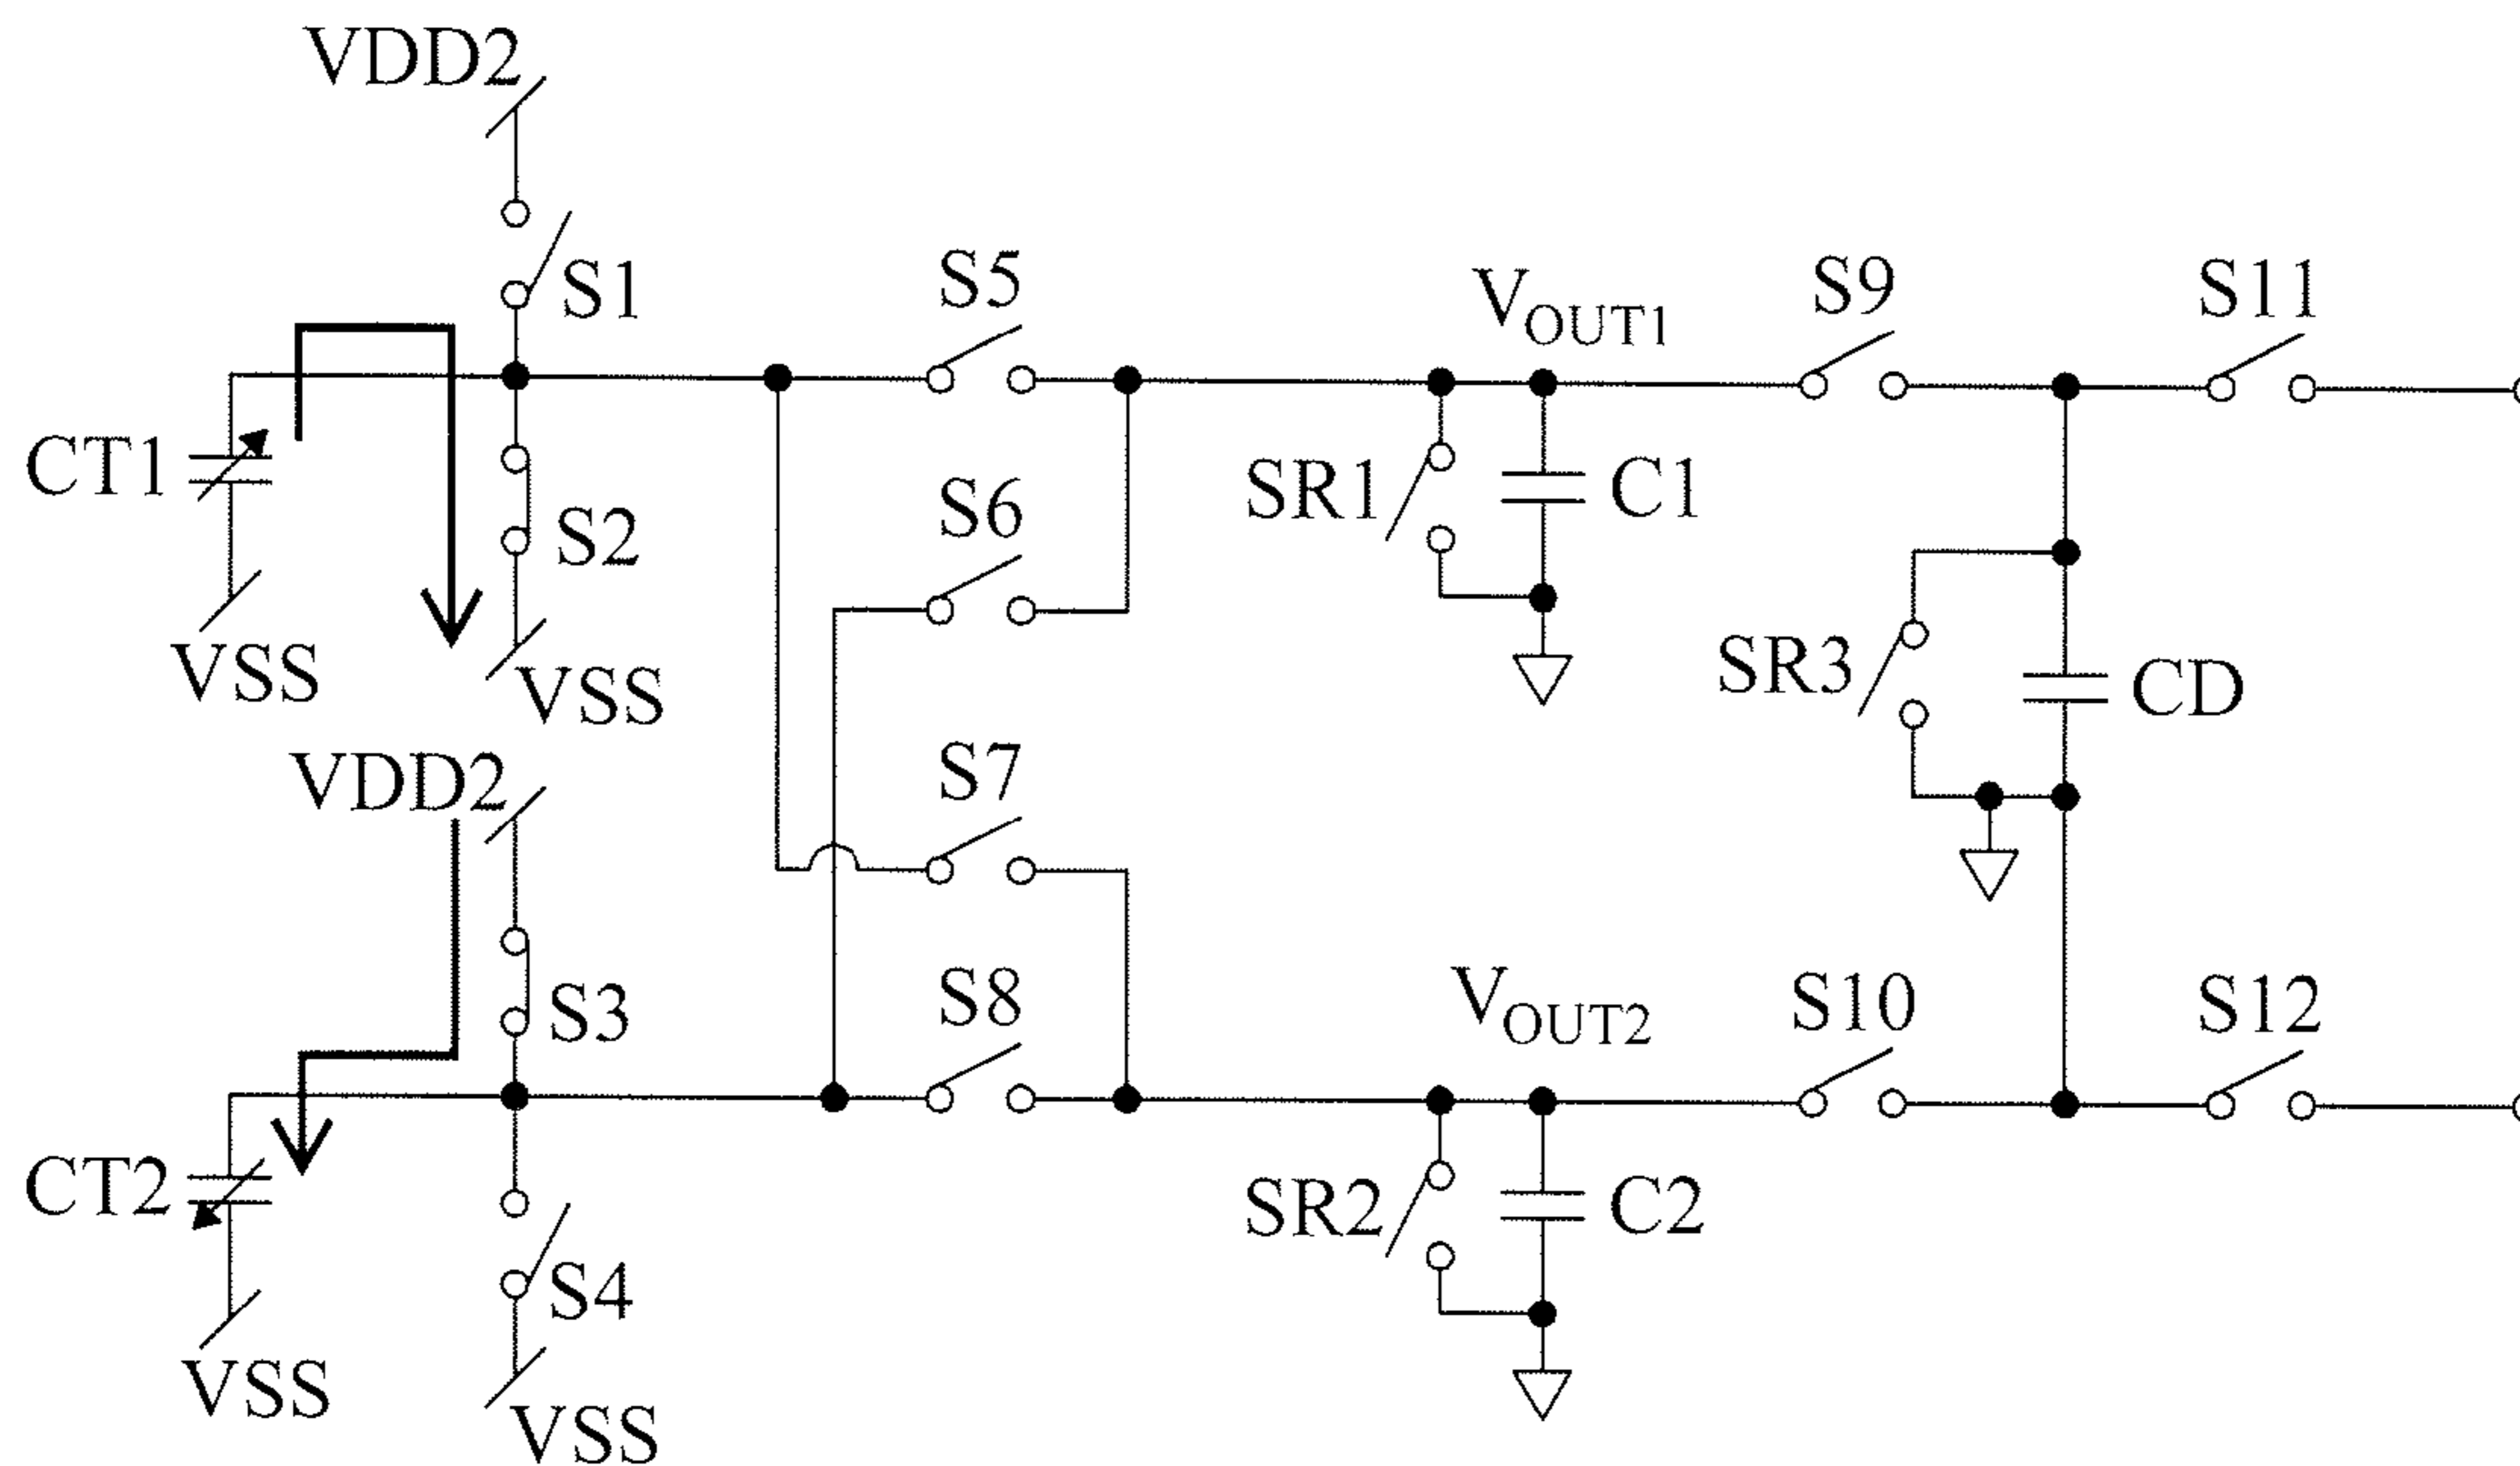 VDD2
S1
S5
VOUT1
S9
S11
CT1
S2
S6
SR1
C1
VSS
VSS
SR3
CD
VDD2
S7
S3
S8
VOUT2
S10
S12
CT2
S4
SR2
C2
VSS
VSS